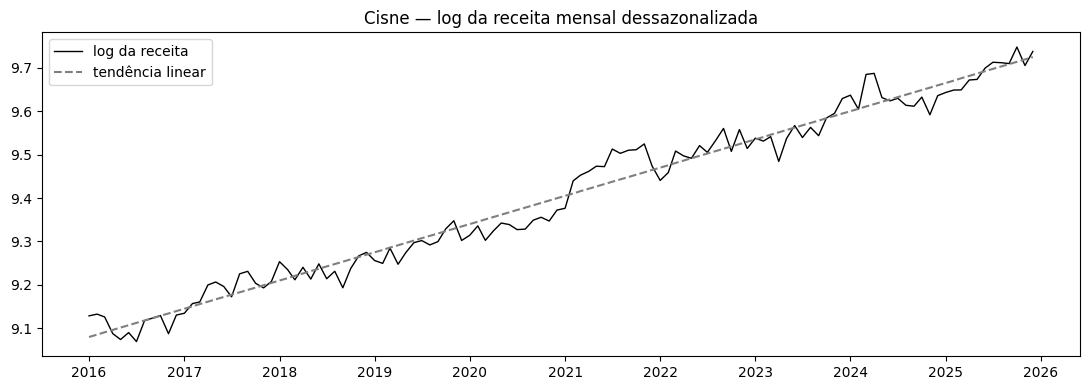 Cisne — log da receita mensal dessazonalizada
log da receita
tendência linear
9.7
9.6
9.5
9.4
9.3
9.2
9.1
2016 2017 2018 2019 2020 2021 2022 2023 2024 2025 2026